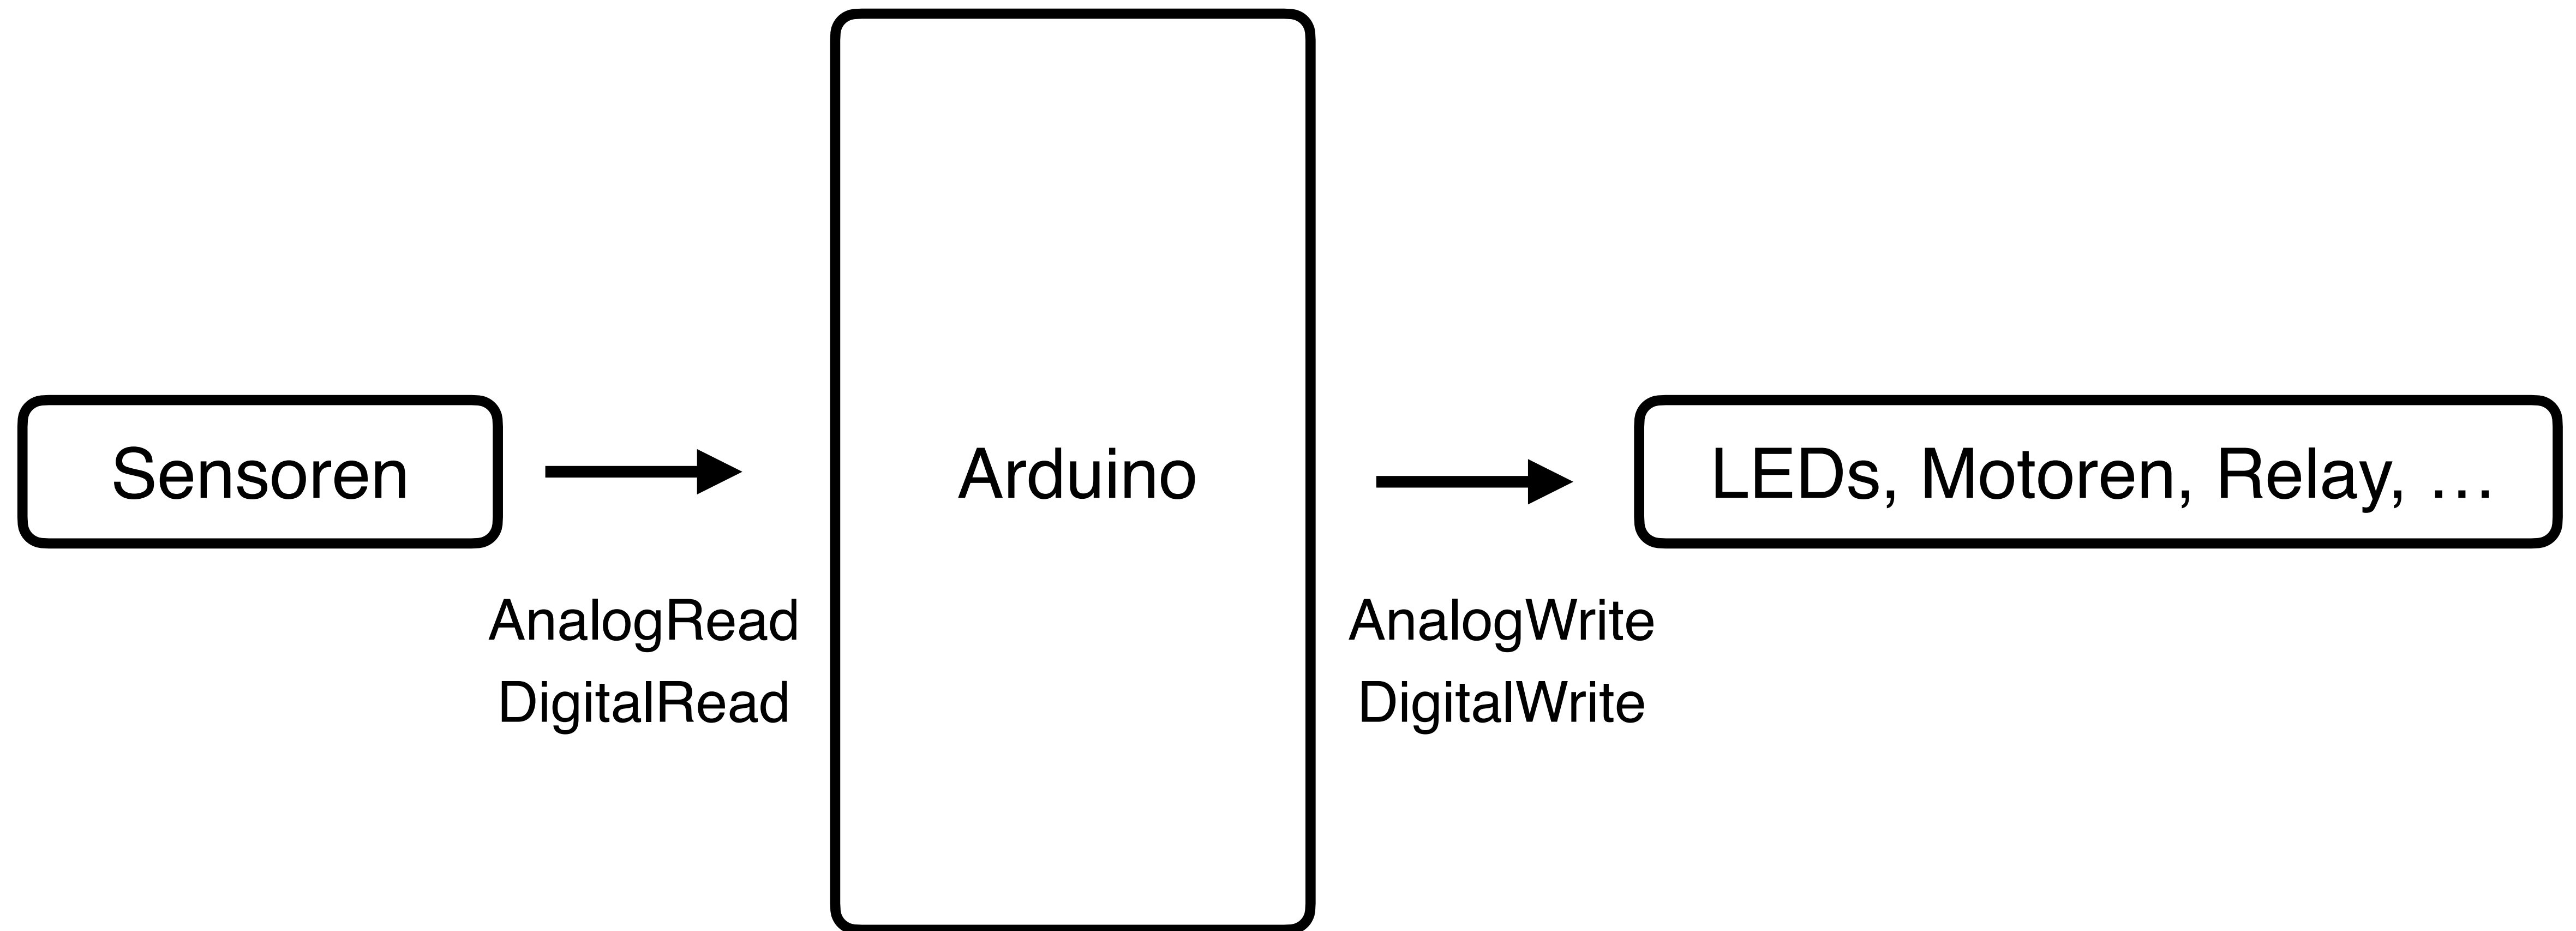 Sensoren
Arduino
LEDs, Motoren, Relay, …
AnalogRead
DigitalRead
AnalogWrite
DigitalWrite